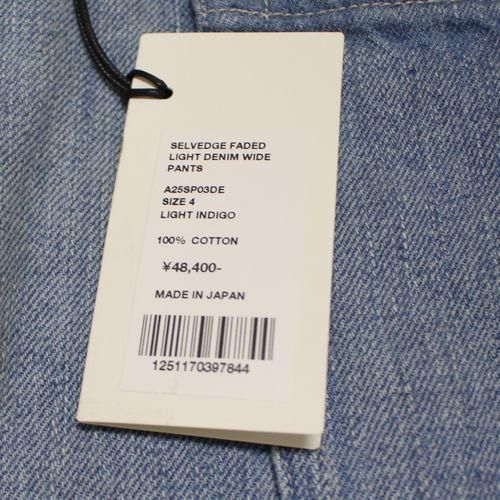 SELVEDGE FADED
LIGHT DENIM WIDE
PANTS
A25SP03DE
SIZE 4
LIGHT INDIGO
100% COTTON
¥48,400-
MADE IN JAPAN
1251170397844